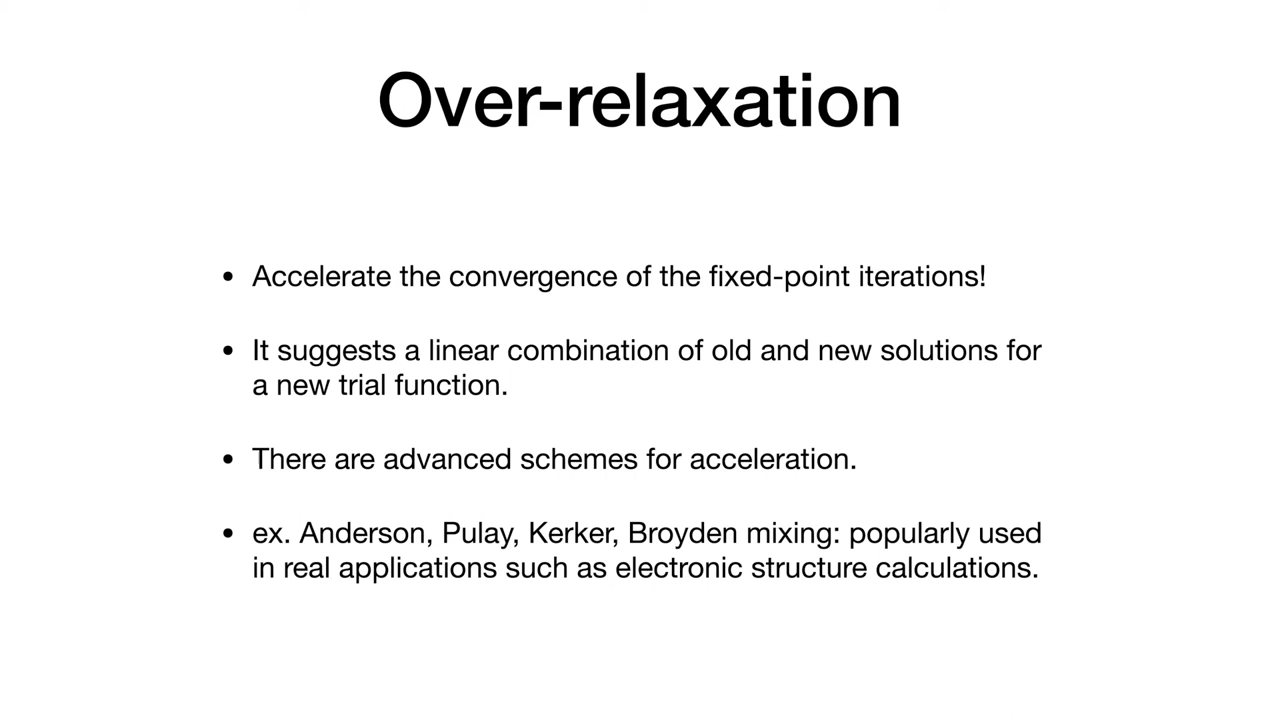 Over-relaxation
• Accelerate the convergence of the fixed-point iterations!
• It suggests a linear combination of old and new solutions for
a new trial function.
• There are advanced schemes for acceleration.
• ex. Anderson, Pulay, Kerker, Broyden mixing: popularly used
in real applications such as electronic structure calculations.